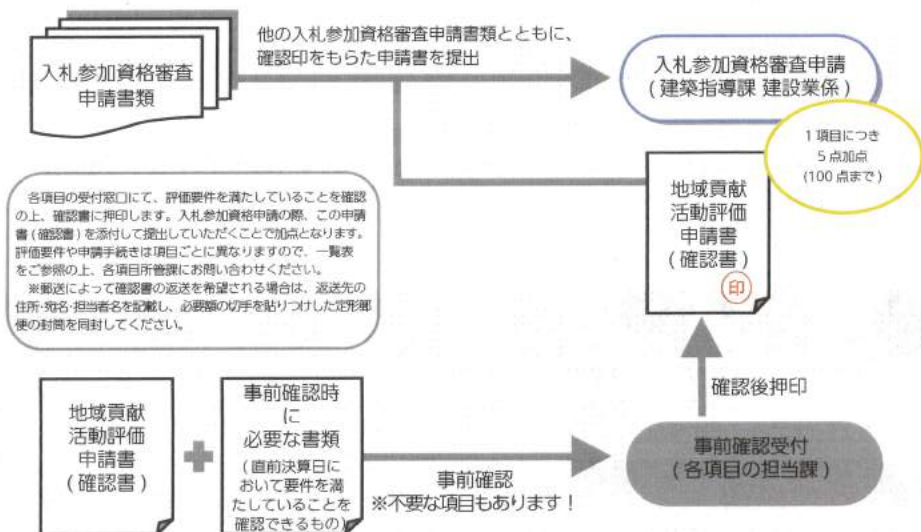 入札参加資格審査
申請書類
他の入札参加資格審査申請書類とともに、
確認印をもらった申請書を提出
入札参加資格審査申請
(建築指導課 建設業係)
1項目につき
5点加点
(100点まで)
各項目の受付窓口にて、評価要件を満たしていることを確認
の上、確認書に押印します。入札参加資格申請の際、この申請
書(確認書)を添付して提出していただくことで加点となります。
評価要件や申請手続きは項目ごとに異なりますので、一覧表
をご参照の上、各項目所管課にお問い合わせください。
※郵送によって確認書の返送を希望される場合は、返送先の
住所・宛名・担当者名を記載し、必要額の切手を貼りつけした定形郵
便の封筒を同封してください。
地域貢献
活動評価
申請書
(確認書)
印
確認後押印
地域貢献
活動評価
申請書
(確認書)
事前確認時
に
必要な書類
(直前決算日に
おいて要件を満
たしていることを
確認できるもの)
事前確認
※不要な項目もあります!
事前確認受付
(各項目の担当課)